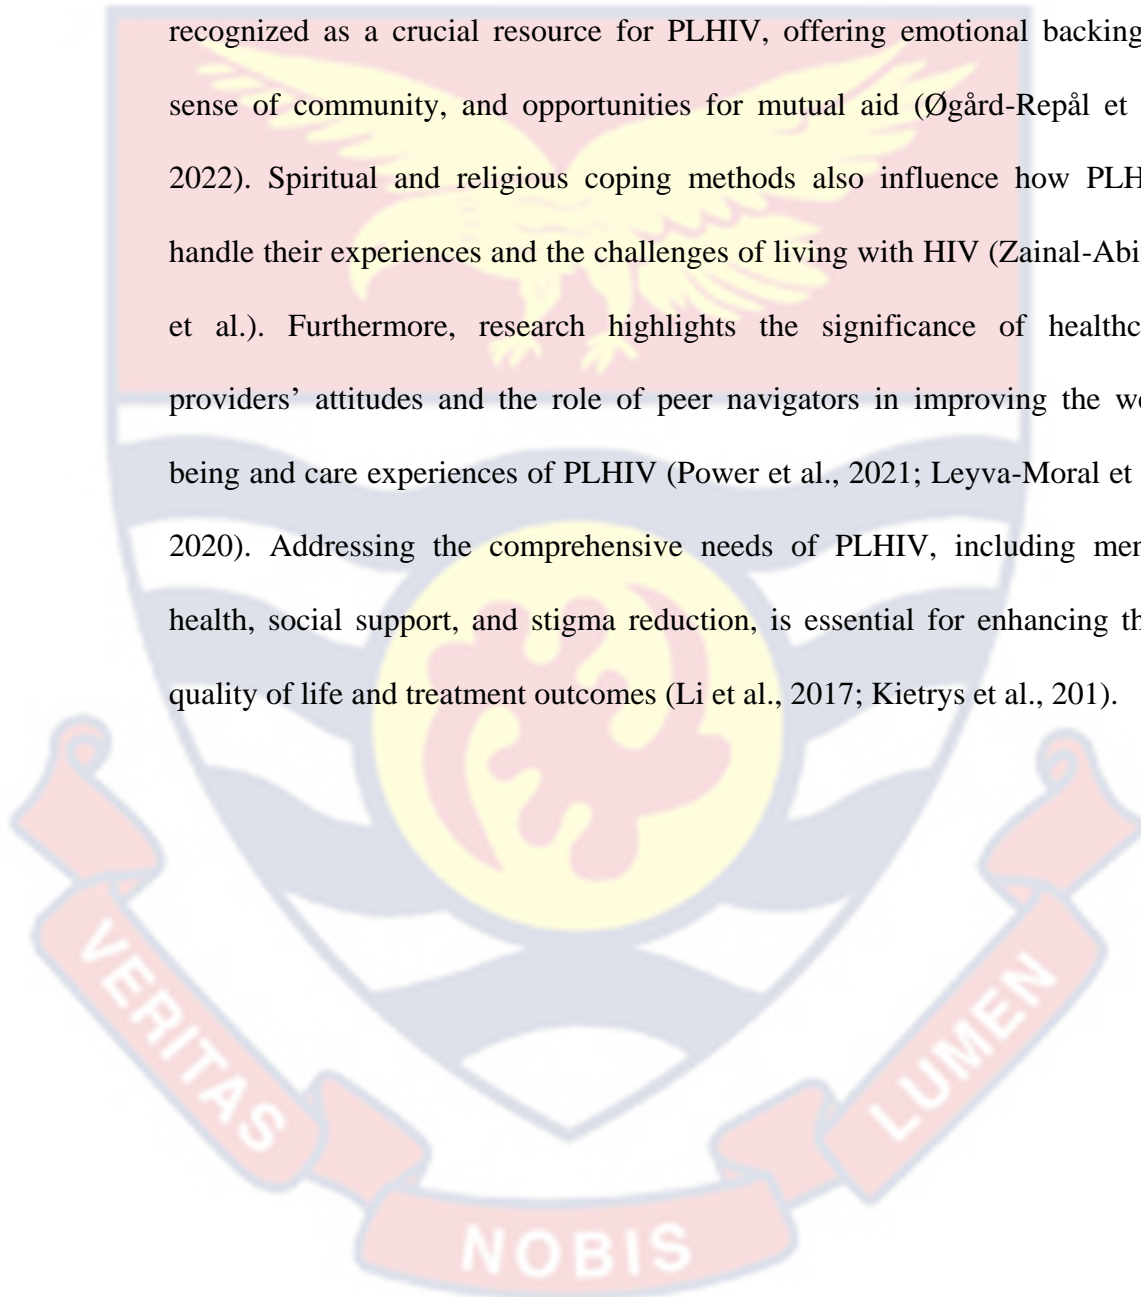 recognized as a crucial resource for PLHIV, offering emotional backing,
sense of community, and opportunities for mutual aid (Øgård-Repål et
2022). Spiritual and religious coping methods also influence how PLH
handle their experiences and the challenges of living with HIV (Zainal-Abi
et al.). Furthermore, research highlights the significance of healthc
providers’ attitudes and the role of peer navigators in improving the we
being and care experiences of PLHIV (Power et al., 2021; Leyva-Moral et
2020). Addressing the comprehensive needs of PLHIV, including men
health, social support, and stigma reduction, is essential for enhancing th
quality of life and treatment outcomes (Li et al., 2017; Kietrys et al., 201).
VERITAS
NOBIS
LUMEN